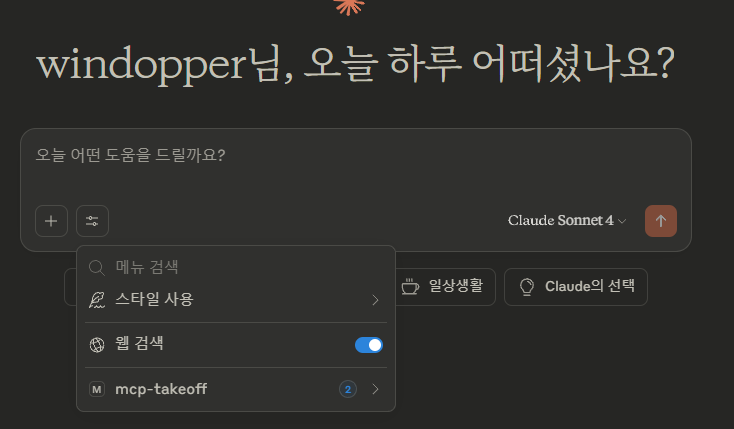 windopper님, 오늘 하루 어떠셨나요?
오늘 어떤 도움을 드릴까요?
Claude Sonnet 4
메뉴 검색
스타일 사용
일상생활
Claude의 선택
웹 검색
M mcp-takeoff 2